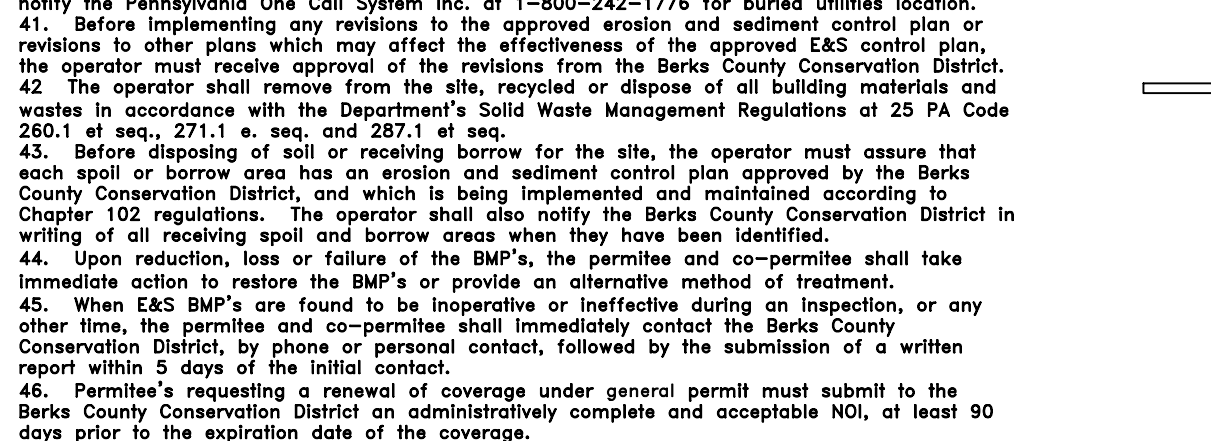 notify the Pennsylvania One Call System Inc. at 1-800-242-1776 for buried utilities location.
41.  Before implementing any revisions to the approved erosion and sediment control plan or
revisions to other plans which may affect the effectiveness of the approved E&S control plan,
the operator must receive approval of the revisions from the Berks County Conservation District.
42  The operator shall remove from the site, recycled or dispose of all building materials and
wastes in accordance with the Department's Solid Waste Management Regulations at 25 PA Code
260.1 et seq., 271.1 e. seq. and 287.1 et seq.
43.  Before disposing of soil or receiving borrow for the site, the operator must assure that
each spoil or borrow area has an erosion and sediment control plan approved by the Berks
County Conservation District, and which is being implemented and maintained according to
Chapter 102 regulations.  The operator shall also notify the Berks County Conservation District in
writing of all receiving spoil and borrow areas when they have been identified.
44.  Upon reduction, loss or failure of the BMP's, the permitee and co-permitee shall take
immediate action to restore the BMP's or provide an alternative method of treatment.
45.  When E&S BMP's are found to be inoperative or ineffective during an inspection, or any
other time, the permitee and co-permitee shall immediately contact the Berks County
Conservation District, by phone or personal contact, followed by the submission of a written
report within 5 days of the initial contact.
46.  Permitee's requesting a renewal of coverage under general permit must submit to the
Berks County Conservation District an administratively complete and acceptable NOI, at least 90
days prior to the expiration date of the coverage.